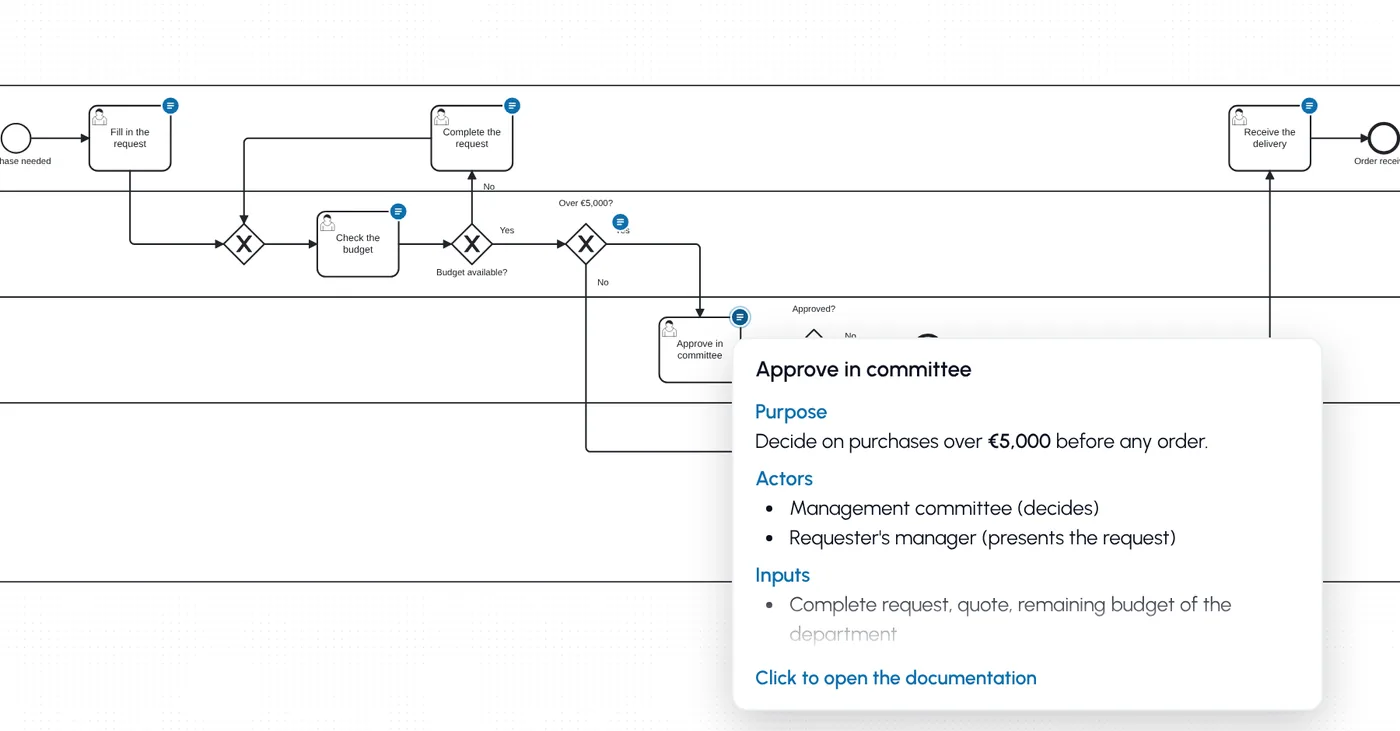 Fill in the
request
Complete the
request
Receive the
delivery
hase needed
Order recei
No
Over €5,000?
Yes
Yes
Check the
budget
Budget available?
No
Approved?
No
Approve in
committee
Approve in committee
Purpose
Decide on purchases over €5,000 before any order.
Actors
Management committee (decides)
Requester's manager (presents the request)
Inputs
Complete request, quote, remaining budget of the
department
Click to open the documentation